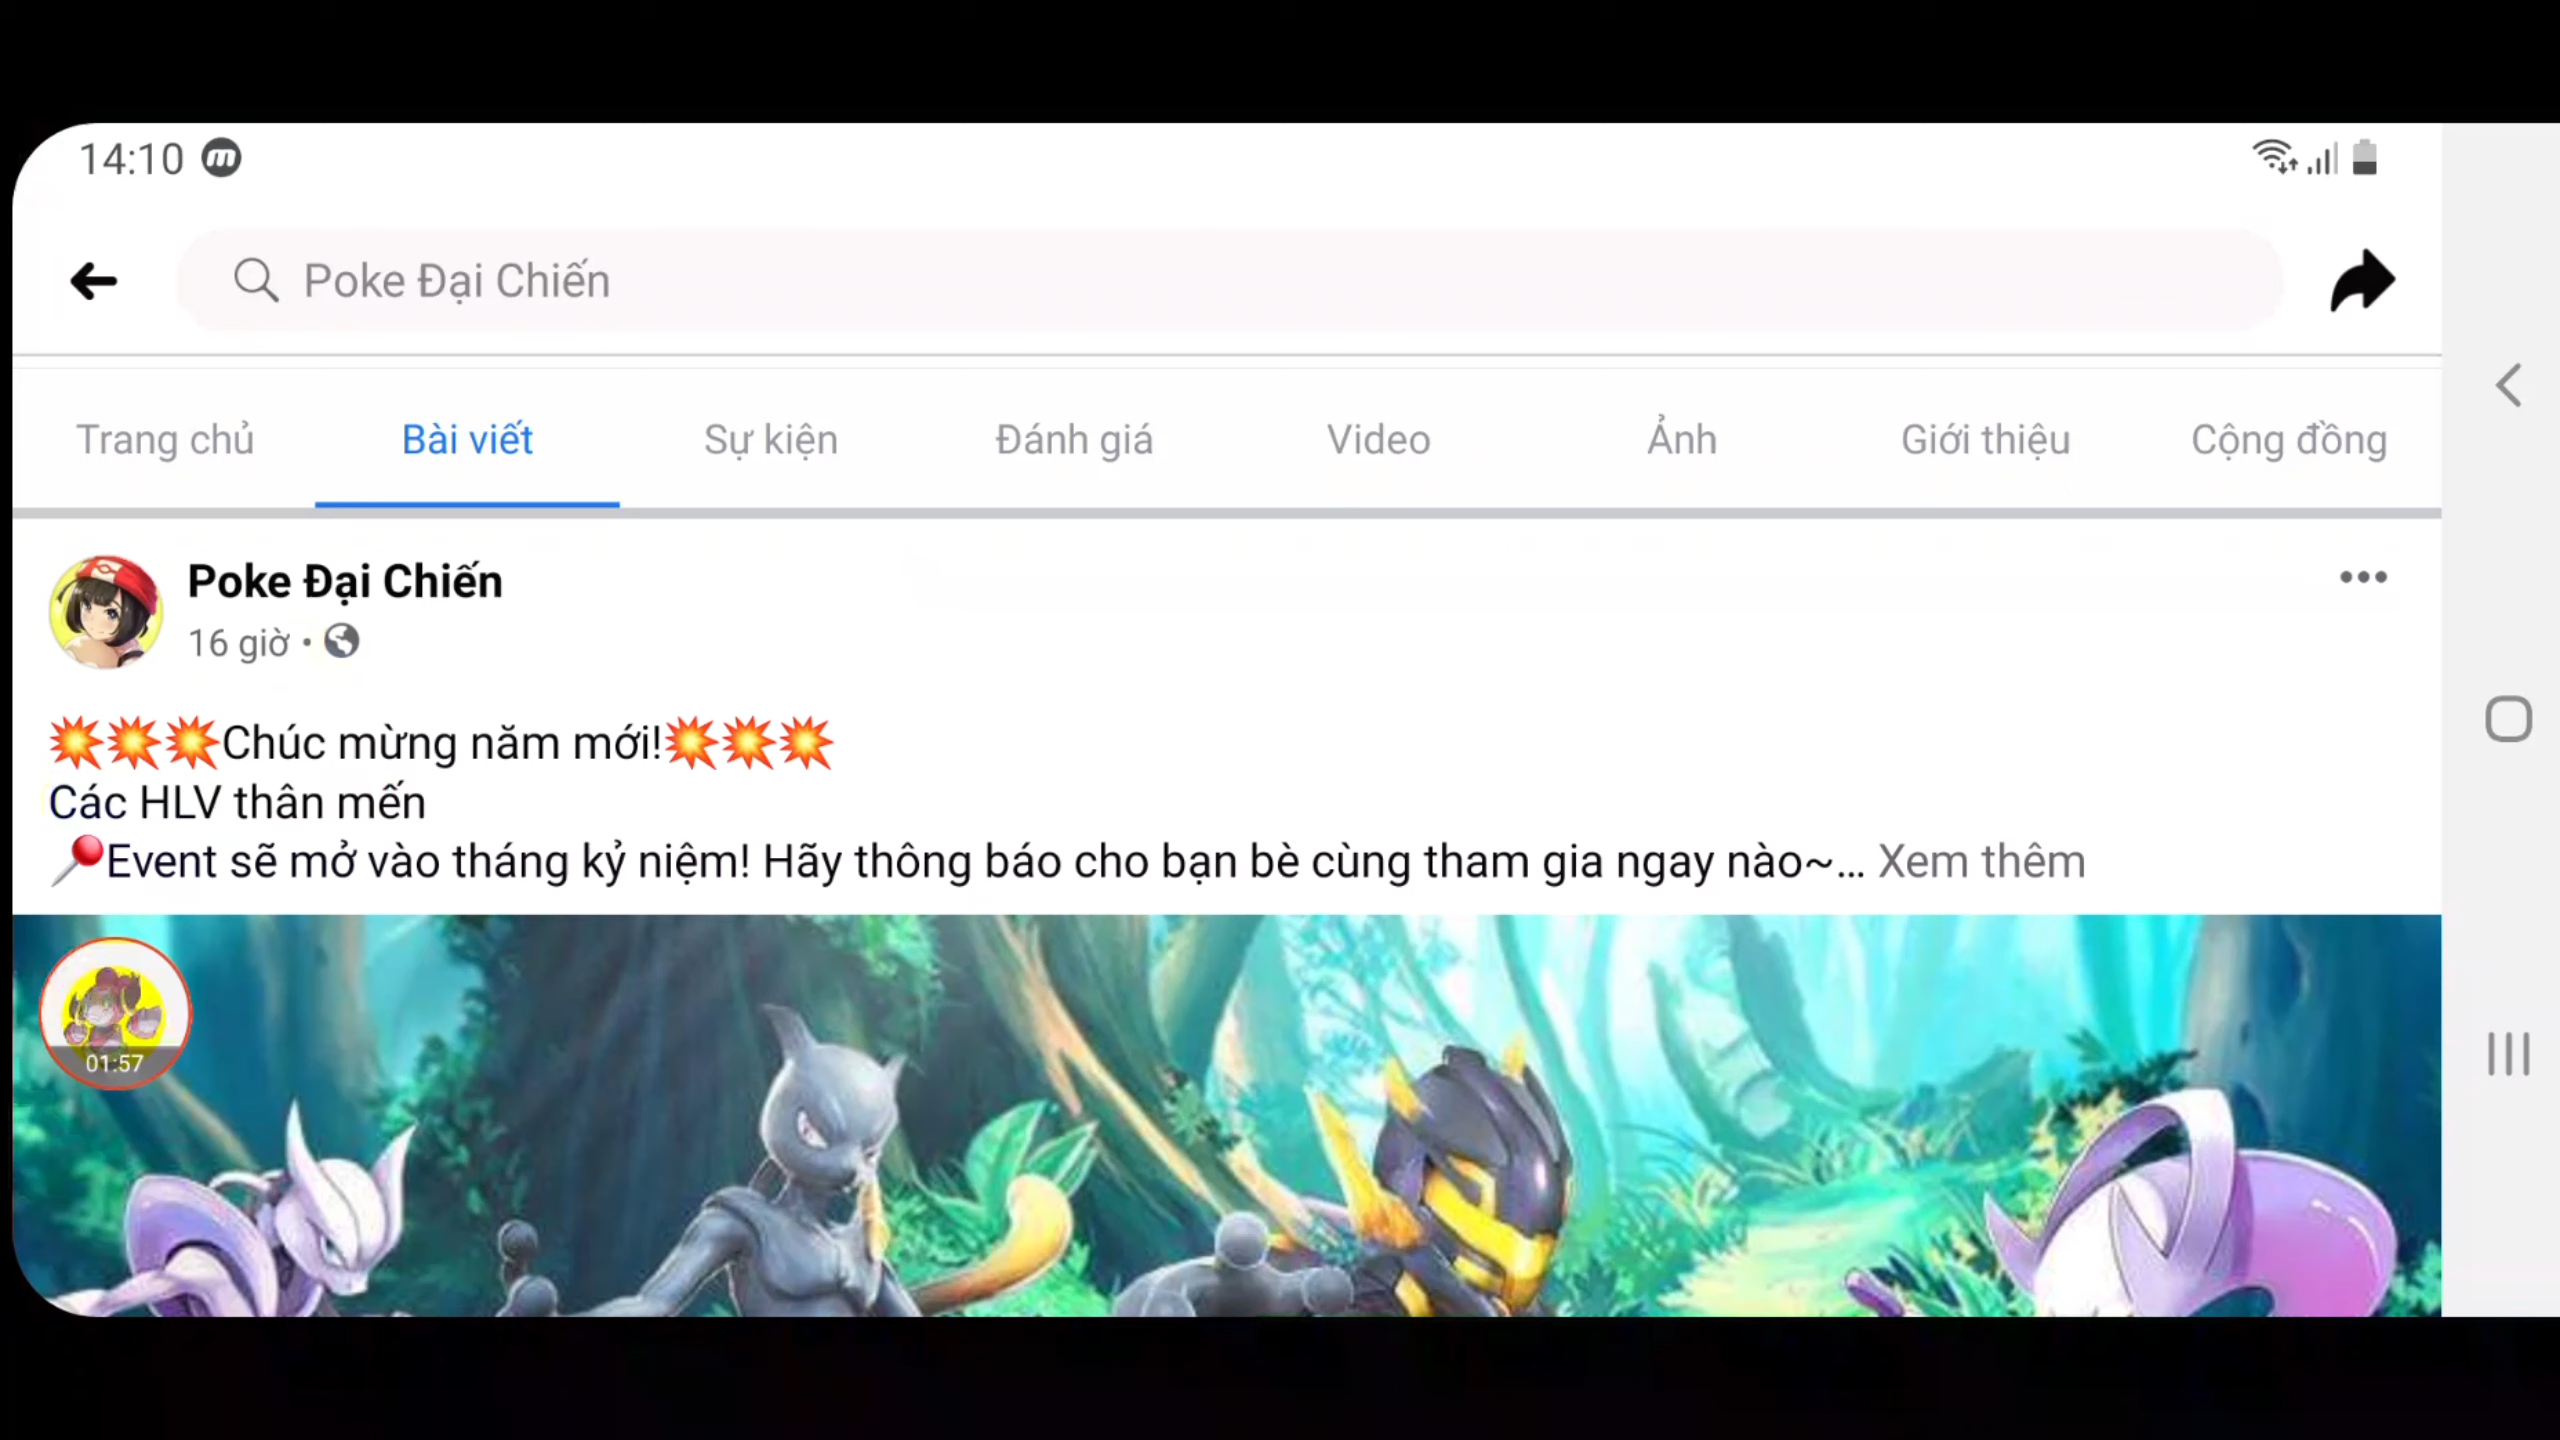 14:10
Poke Đại Chiến
Trang chủ Bài viết Sự kiện Đánh giá Video Ảnh Giới thiệu Cộng đồng
Poke Đại Chiến
16 giờ •
💥💥💥Chúc mừng năm mới!💥💥💥
Các HLV thân mến
📍Event sẽ mở vào tháng kỷ niệm! Hãy thông báo cho bạn bè cùng tham gia ngay nào~... Xem thêm
01:57